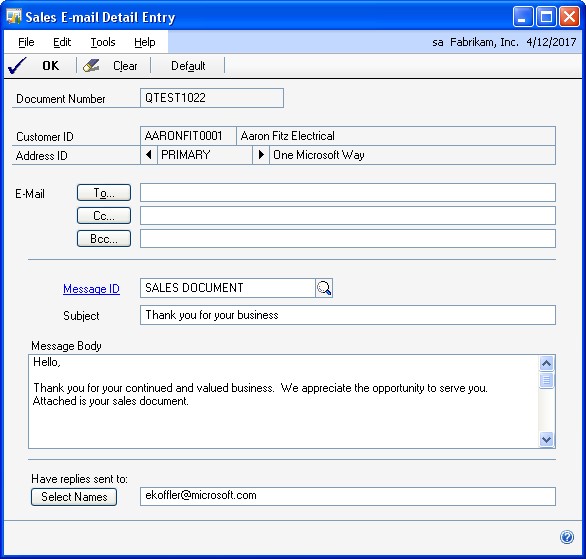 Sales E-mail Detail Entry
File Edit Tools Help sa Fabrikam, Inc. 4/12/2017
OK Clear Default
Document Number QTEST1022
Customer ID AARONFIT0001 Aaron Fitz Electrical
Address ID PRIMARY One Microsoft Way
E-Mail To...
Cc...
Bcc...
Message ID SALES DOCUMENT
Subject Thank you for your business
Message Body
Hello,
Thank you for your continued and valued business. We appreciate the opportunity to serve you.
Attached is your sales document.
Have replies sent to:
Select Names ekoffler@microsoft.com